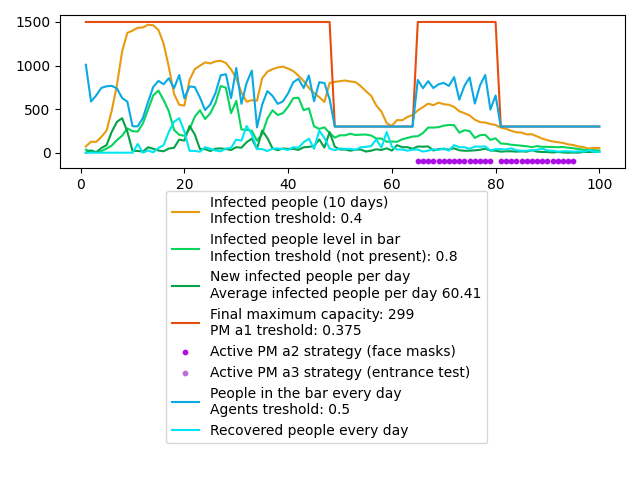 1500
1000
500
0
0
20
40
60
80
100
Infected people (10 days)
Infection treshold: 0.4
Infected people level in bar
Infection treshold (not present): 0.8
New infected people per day
Average infected people per day 60.41
Final maximum capacity: 299
PM a1 treshold: 0.375
Active PM a2 strategy (face masks)
Active PM a3 strategy (entrance test)
People in the bar every day
Agents treshold: 0.5
Recovered people every day